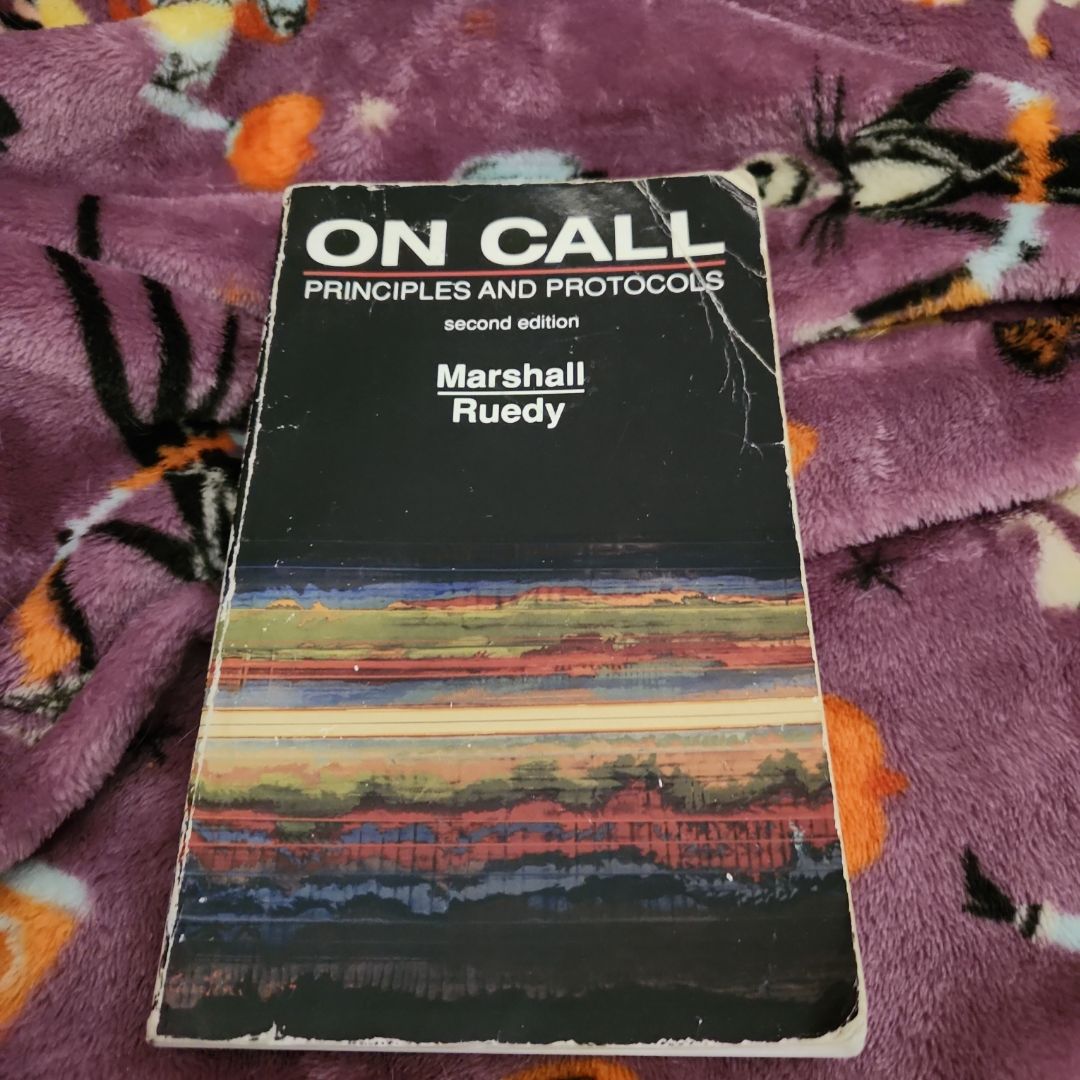 ON CALL
PRINCIPLES AND PROTOCOLS
second edition
Marshall
Ruedy